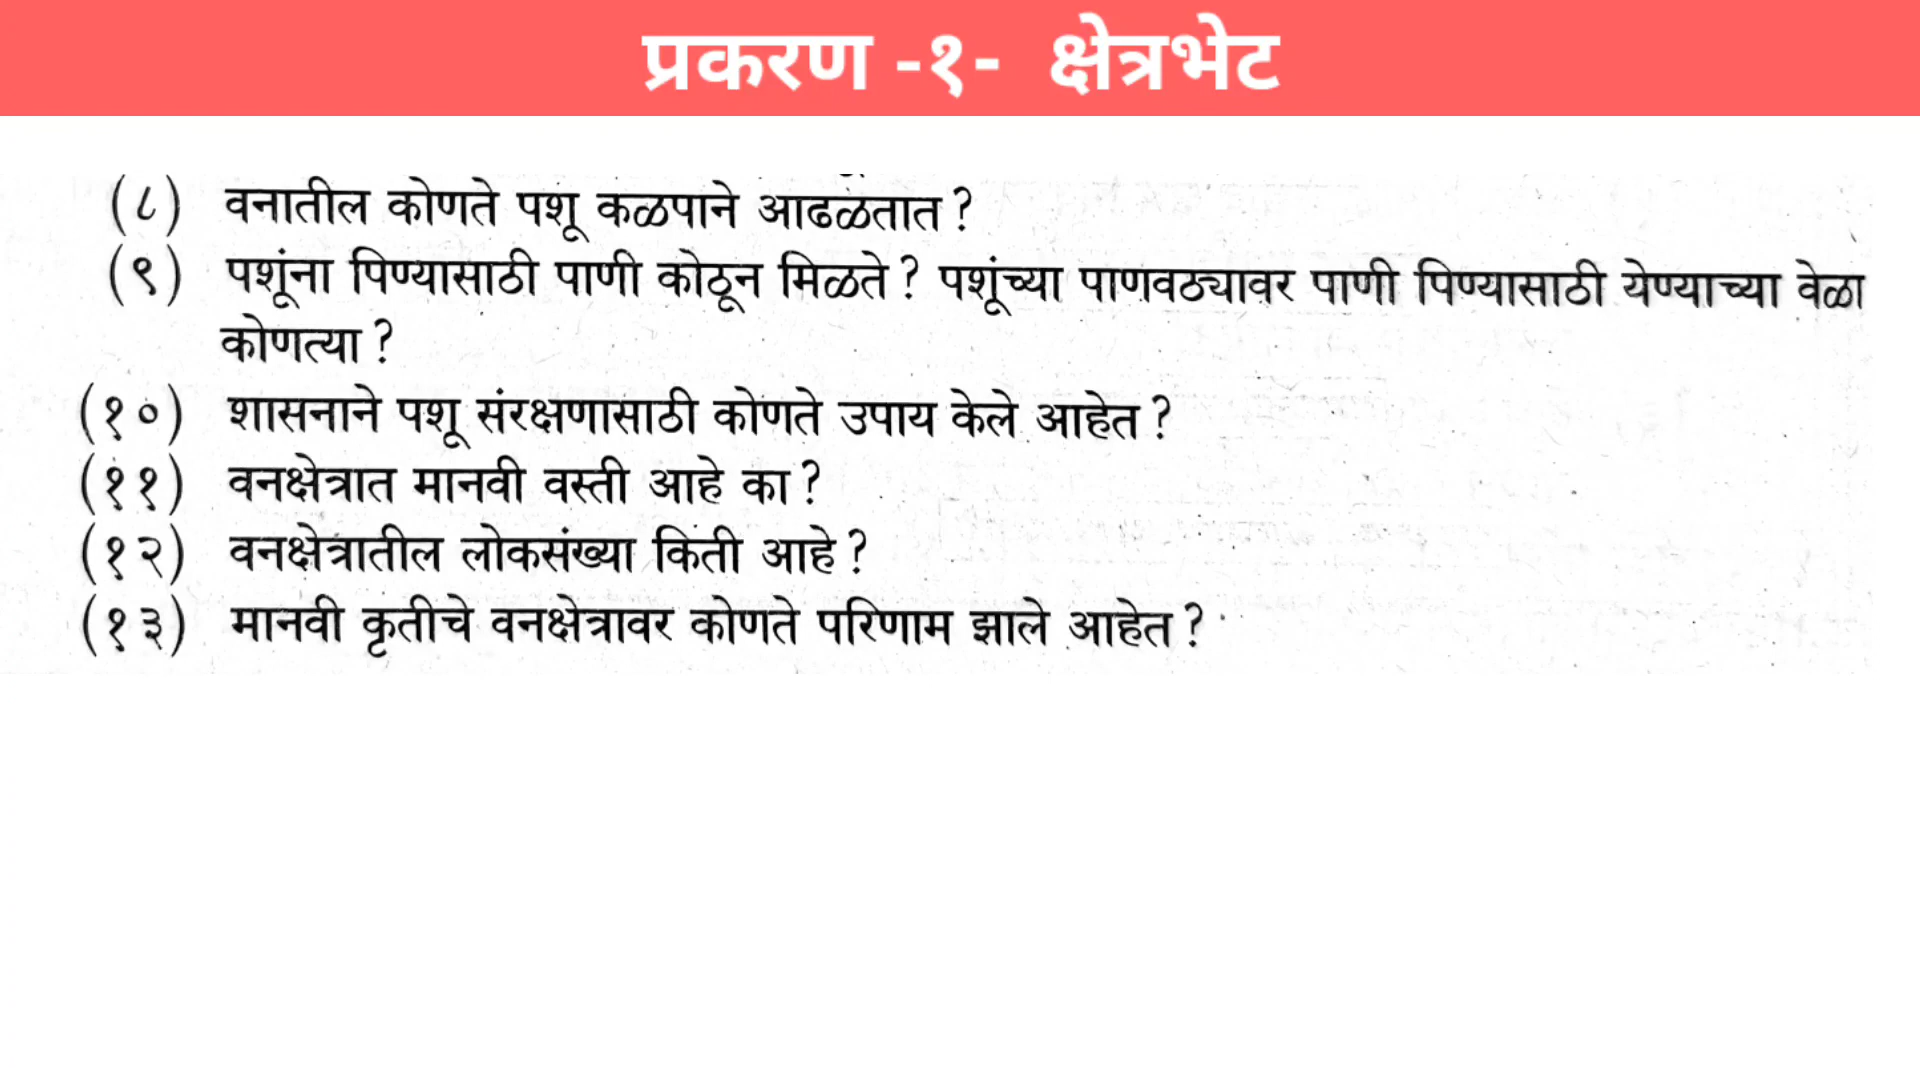 प्रकरण -१- क्षेत्रभेट
(८) वनातील कोणते पशू कळपाने आढळतात ?
(९) पशूंना पिण्यासाठी पाणी कोठून मिळते ? पशूंच्या पाणवठ्यावर पाणी पिण्यासाठी येण्याच्या वेळा
कोणत्या ?
(१०) शासनाने पशू संरक्षणासाठी कोणते उपाय केले आहेत ?
(११) वनक्षेत्रात मानवी वस्ती आहे का ?
(१२) वनक्षेत्रातील लोकसंख्या किती आहे ?
(१३) मानवी कृतीचे वनक्षेत्रावर कोणते परिणाम झाले आहेत ?